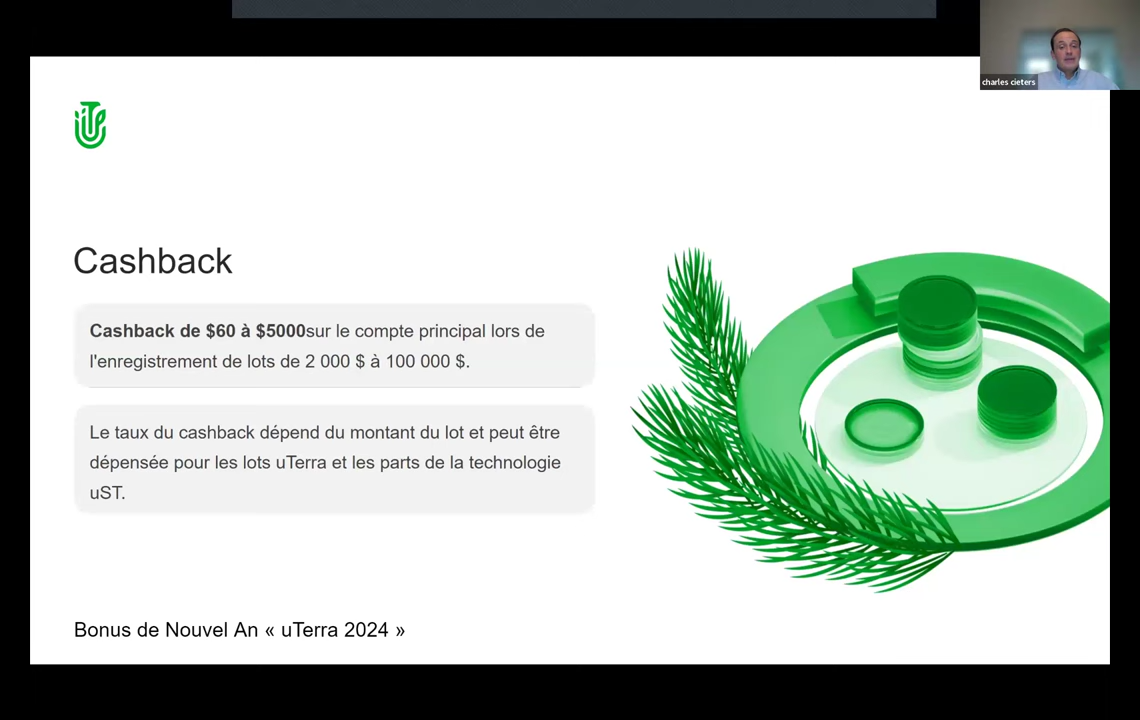 charles cieters
Cashback
Cashback de $60 à $5000sur le compte principal lors de
l'enregistrement de lots de 2 000 $ à 100 000 $.
Le taux du cashback dépend du montant du lot et peut être
dépensée pour les lots uTerra et les parts de la technologie
uST.
Bonus de Nouvel An « uTerra 2024 »